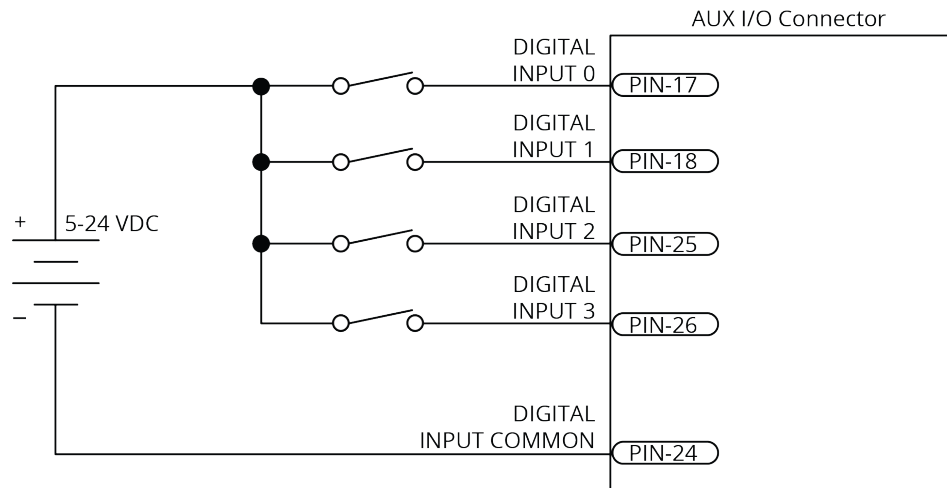 AUX I/O Connector
DIGITAL
INPUT 0
PIN-17
DIGITAL
INPUT 1
PIN-18
DIGITAL
INPUT 2
PIN-25
+
5-24 VDC
DIGITAL
INPUT 3
PIN-26
–
DIGITAL
INPUT COMMON
PIN-24